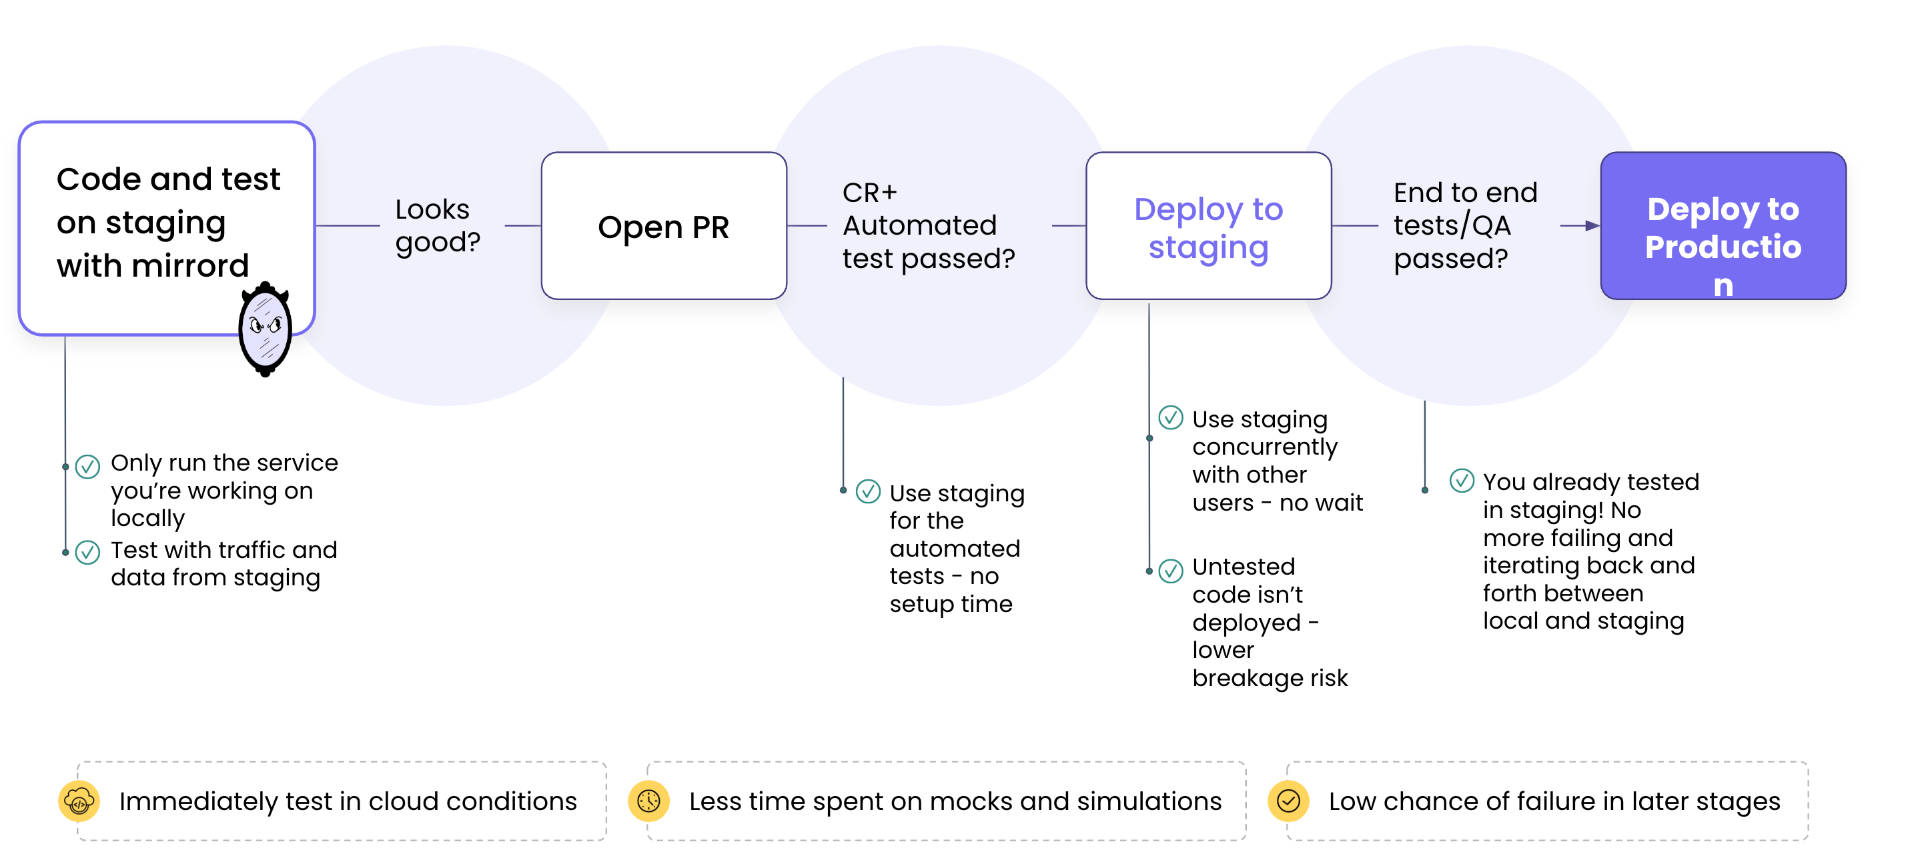 Code and test
on staging
with mirrord
Looks
good?
Open PR
CR+
Automated
test passed?
Deploy to
staging
End to end
tests/QA
passed?
Deploy to
Productio
n
Only run the service
you’re working on
locally
Test with traffic and
data from staging
Use staging
for the
automated
tests - no
setup time
Use staging
concurrently
with other
users - no wait
Untested
code isn’t
deployed -
lower
breakage risk
You already tested
in staging! No
more failing and
iterating back and
forth between
local and staging
Immediately test in cloud conditions
Less time spent on mocks and simulations
Low chance of failure in later stages